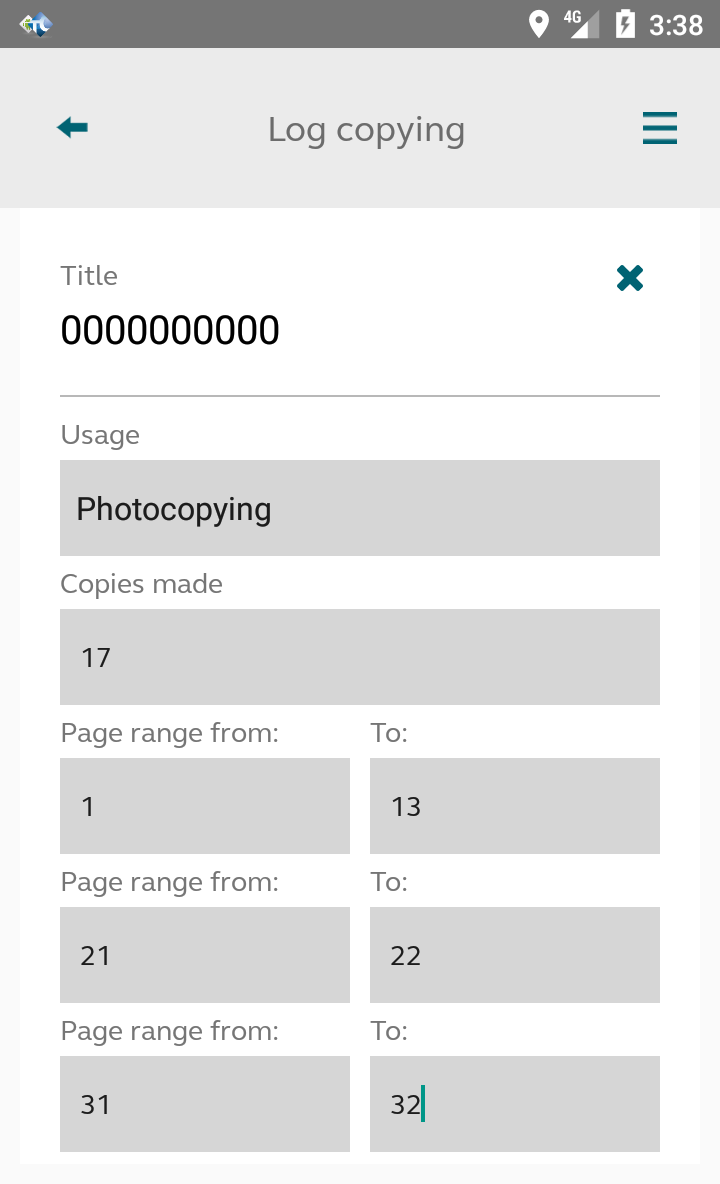 4G 3:38
Log copying
Title
0000000000
Usage
Photocopying
Copies made
17
Page range from: To:
1 13
Page range from: To:
21 22
Page range from: To:
31 32